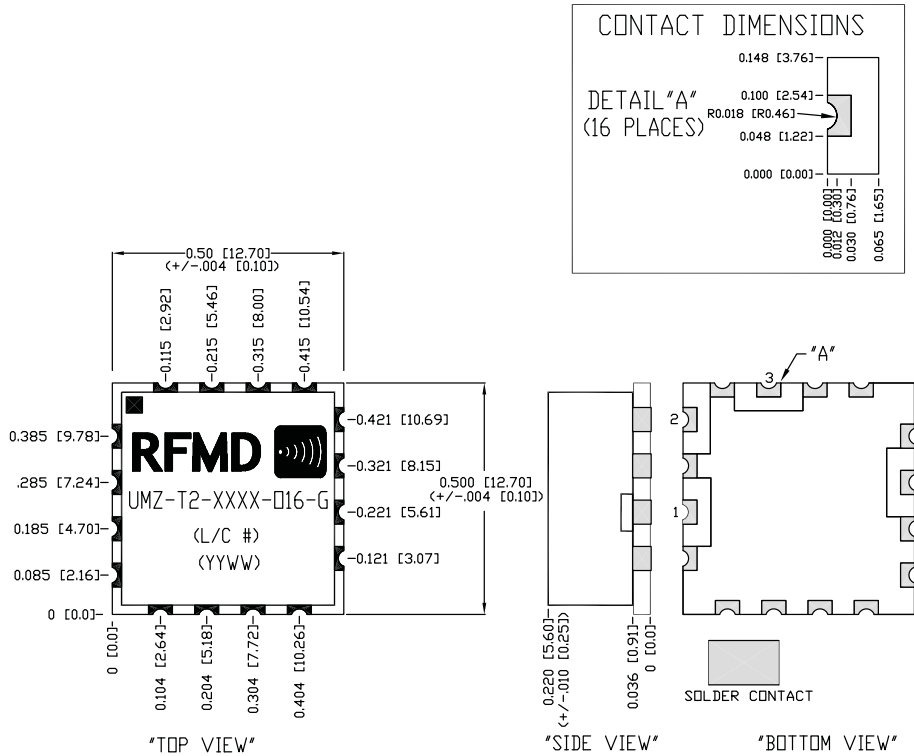 CONTACT DIMENSIONS
DETAIL"A"
(16 PLACES)
0.148 [3.76]
0.100 [2.54]
R0.018 [R0.46]
0.048 [1.22]
0.000 [0.00]
0.000 [0.00]
0.012 [0.30]
0.030 [0.76]
0.065 [1.65]
0.50 [12.70]
(+/-.004 [0.10])
0.115 [2.92]
0.215 [5.46]
0.315 [8.00]
0.415 [10.54]
0.385 [9.78]
.285 [7.24]
0.185 [4.70]
0.085 [2.16]
0 [0.0]
RFMD
UMZ-T2-XXXX-O16-G
(L/C #)
(YYWW)
0.421 [10.69]
0.321 [8.15]
0.221 [5.61]
0.121 [3.07]
0.500 [12.70]
(+/-.004 [0.10])
0 [0.0]
0.104 [2.64]
0.204 [5.18]
0.304 [7.72]
0.404 [10.26]
"TOP VIEW"
0.220 [5.60]
(+/-.010 [0.25])
0.036 [0.91]
0 [0.0]
"SIDE VIEW"
"A"
3
2
1
SOLDER CONTACT
"BOTTOM VIEW"